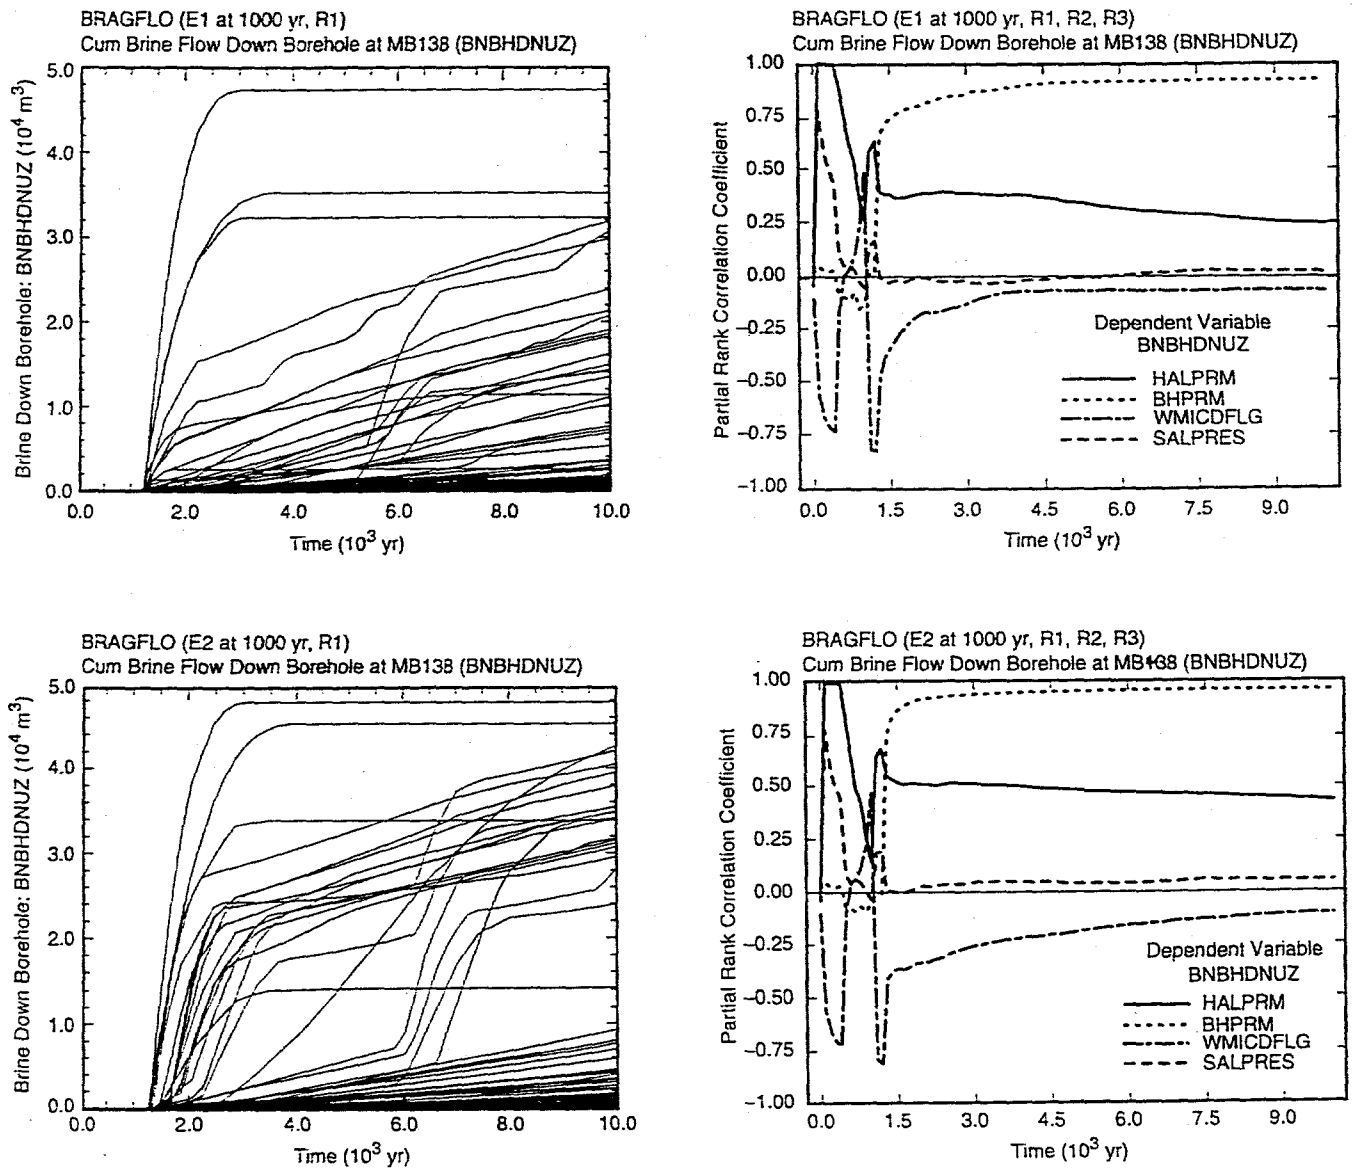 BRAGFLO (E1 at 1000 yr, R1)
Cum Brine Flow Down Borehole at MB138 (BNBHDNUZ)
5.0
4.0
3.0
2.0
1.0
0.0
Brine Down Borehole: BNBHDNUZ (10⁴ m³)
0.0 2.0 4.0 6.0 8.0 10.0
Time (10³ yr)
BRAGFLO (E1 at 1000 yr, R1, R2, R3)
Cum Brine Flow Down Borehole at MB138 (BNBHDNUZ)
1.00
0.75
0.50
0.25
0.00
−0.25
−0.50
−0.75
−1.00
Partial Rank Correlation Coefficient
Dependent Variable
BNBHDNUZ
HALPRM
BHPRM
WMICDFLG
SALPRES
0.0 1.5 3.0 4.5 6.0 7.5 9.0
Time (10³ yr)
BRAGFLO (E2 at 1000 yr, R1)
Cum Brine Flow Down Borehole at MB138 (BNBHDNUZ)
5.0
4.0
3.0
2.0
1.0
0.0
Brine Down Borehole: BNBHDNUZ (10⁴ m³)
0.0 2.0 4.0 6.0 8.0 10.0
Time (10³ yr)
BRAGFLO (E2 at 1000 yr, R1, R2, R3)
Cum Brine Flow Down Borehole at MB138 (BNBHDNUZ)
1.00
0.75
0.50
0.25
0.00
−0.25
−0.50
−0.75
−1.00
Partial Rank Correlation Coefficient
Dependent Variable
BNBHDNUZ
HALPRM
BHPRM
WMICDFLG
SALPRES
0.0 1.5 3.0 4.5 6.0 7.5 9.0
Time (10³ yr)